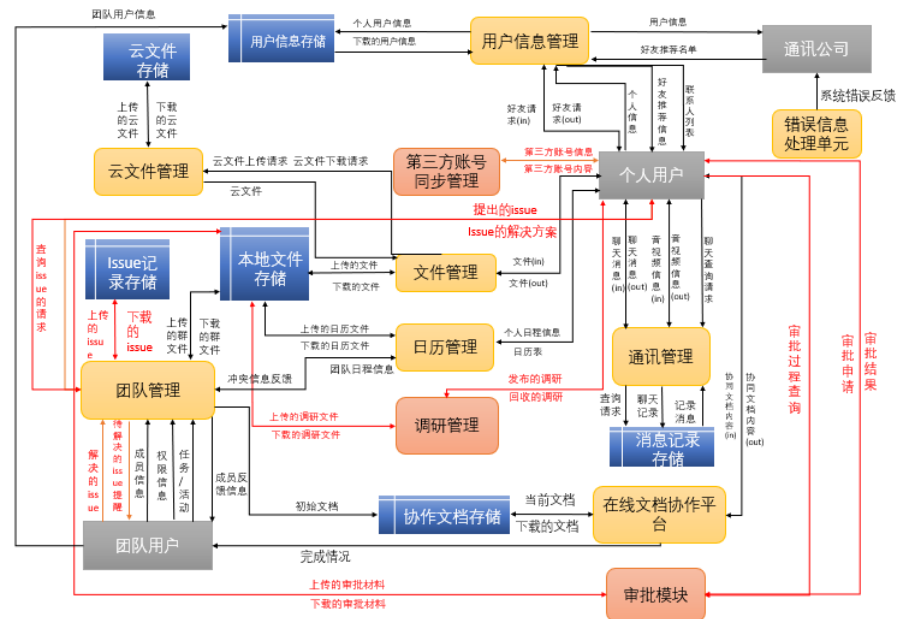 团队用户信息
云文件
存储
用户信息存储
个人用户信息
下载的用户信息
用户信息管理
用户信息
好友推荐名单
通讯公司
系统错误反馈
错误信息
处理单元
上传
的云
文件
下载
的云
文件
好友请
求(in)
好友请
求(out)
个人信息
好友推荐信息
联系人列表
云文件管理
云文件上传请求
云文件下载请求
云文件
第三方账号
同步管理
第三方账号信息
第三方账号内容
个人用户
提出的issue
Issue的解决方案
查询issue的请求
Issue记
录存储
本地文件
存储
上传的文件
下载的文件
文件管理
文件(in)
文件(out)
聊天消息(in)
聊天消息(out)
音视频信息(in)
音视频信息(out)
聊天查询请求
上传
的
issu
e
下载
的
issue
上传
的群
文件
下载
的群
文件
上传的日历文件
下载的日历文件
日历管理
个人日程信息
日历表
通讯管理
审批过程查询
审批申请
审批结果
团队管理
冲突信息反馈
团队日程信息
发布的调研
回收的调研
调研管理
上传的调研文件
下载的调研文件
查询
请求
聊天
记录
记录
消息
消息记录
存储
协同文档内容(in)
协同文档内容(out)
解决的issue
待解决的issue提醒
成员信息
权限信息
任务/活动
成员反
馈信息
初始文档
协作文档存储
当前文档
下载的文档
在线文档协作平
台
团队用户
完成情况
上传的审批材料
下载的审批材料
审批模块